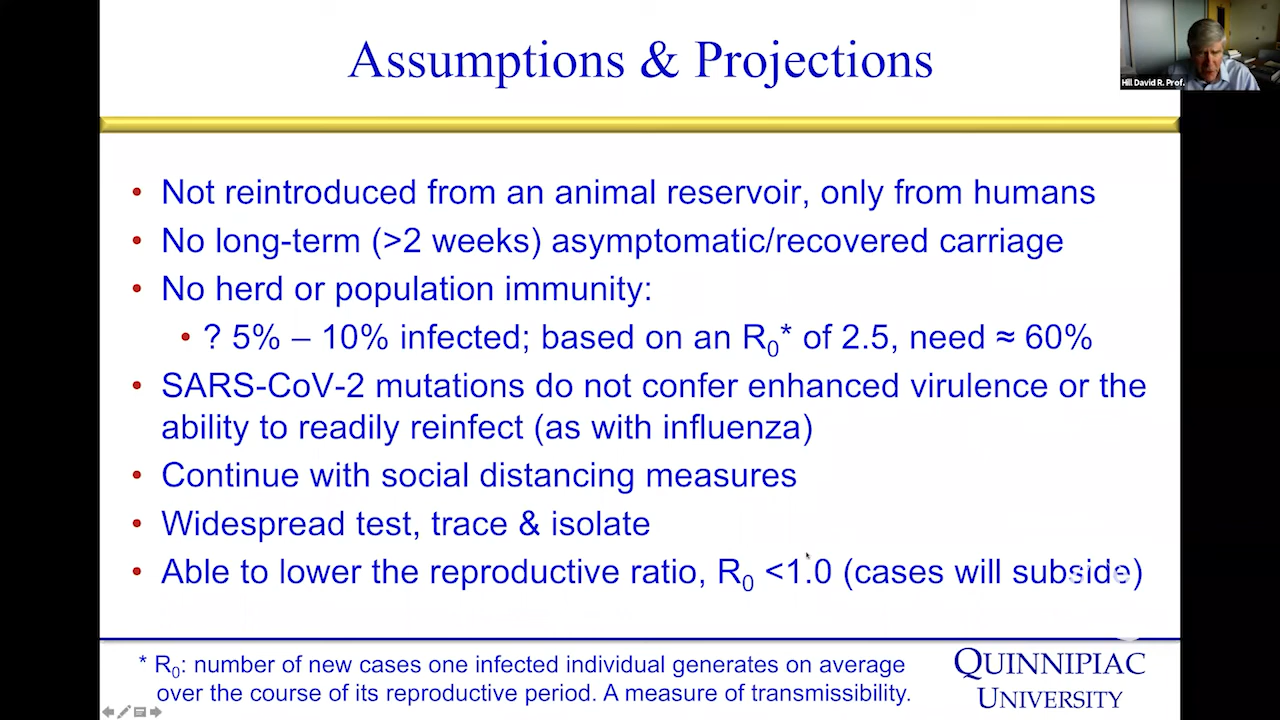 Assumptions & Projections
Hill David R. Prof.
• Not reintroduced from an animal reservoir, only from humans
• No long-term (>2 weeks) asymptomatic/recovered carriage
• No herd or population immunity:
• ? 5% – 10% infected; based on an R₀* of 2.5, need ≈ 60%
• SARS-CoV-2 mutations do not confer enhanced virulence or the
ability to readily reinfect (as with influenza)
• Continue with social distancing measures
• Widespread test, trace & isolate
• Able to lower the reproductive ratio, R₀ <1.0 (cases will subside)
* R₀: number of new cases one infected individual generates on average
over the course of its reproductive period. A measure of transmissibility.
QUINNIPIAC
UNIVERSITY